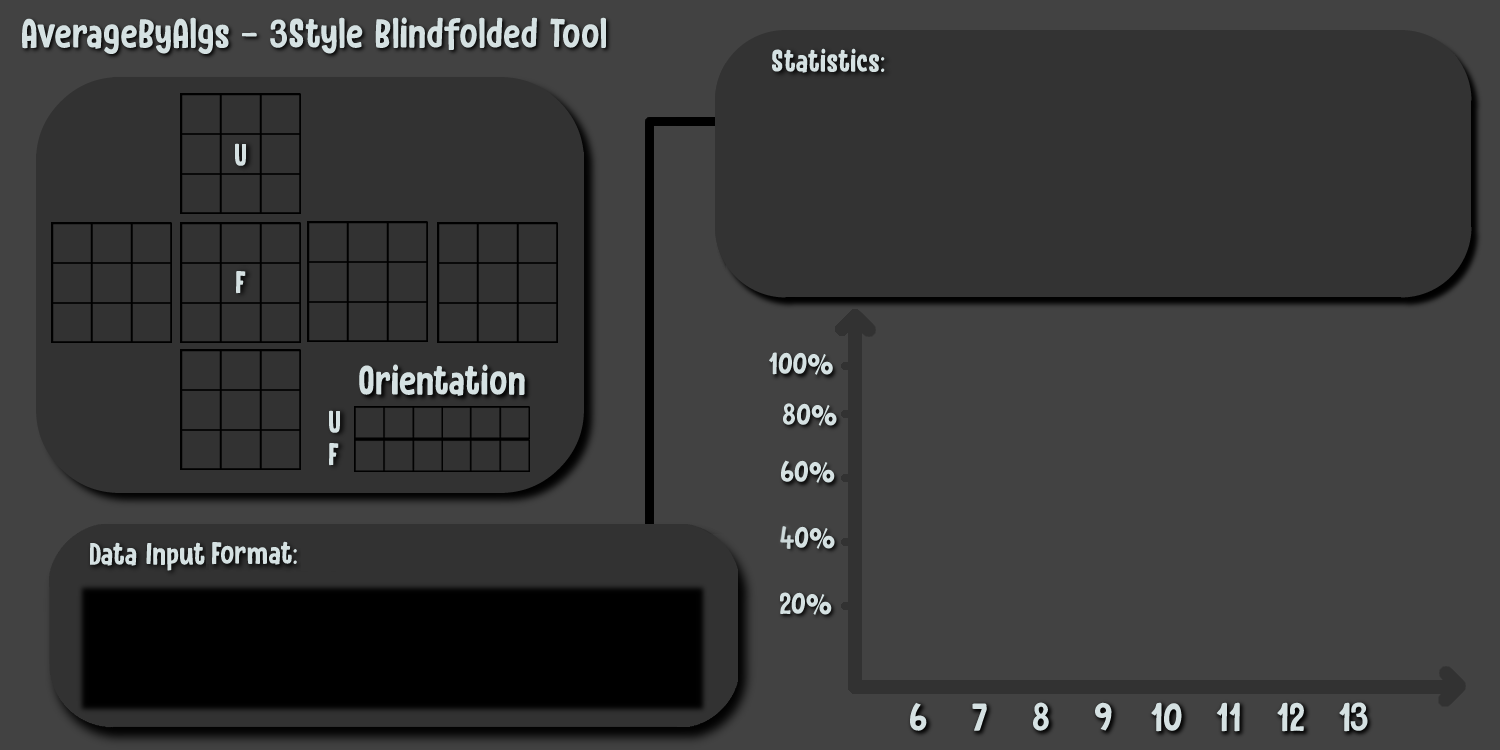 AverageByAlgs - 3Style Blindfolded Tool
U
F
Orientation
U
F
Data Input Format:
Statistics:
100%
80%
60%
40%
20%
6 7 8 9 10 11 12 13